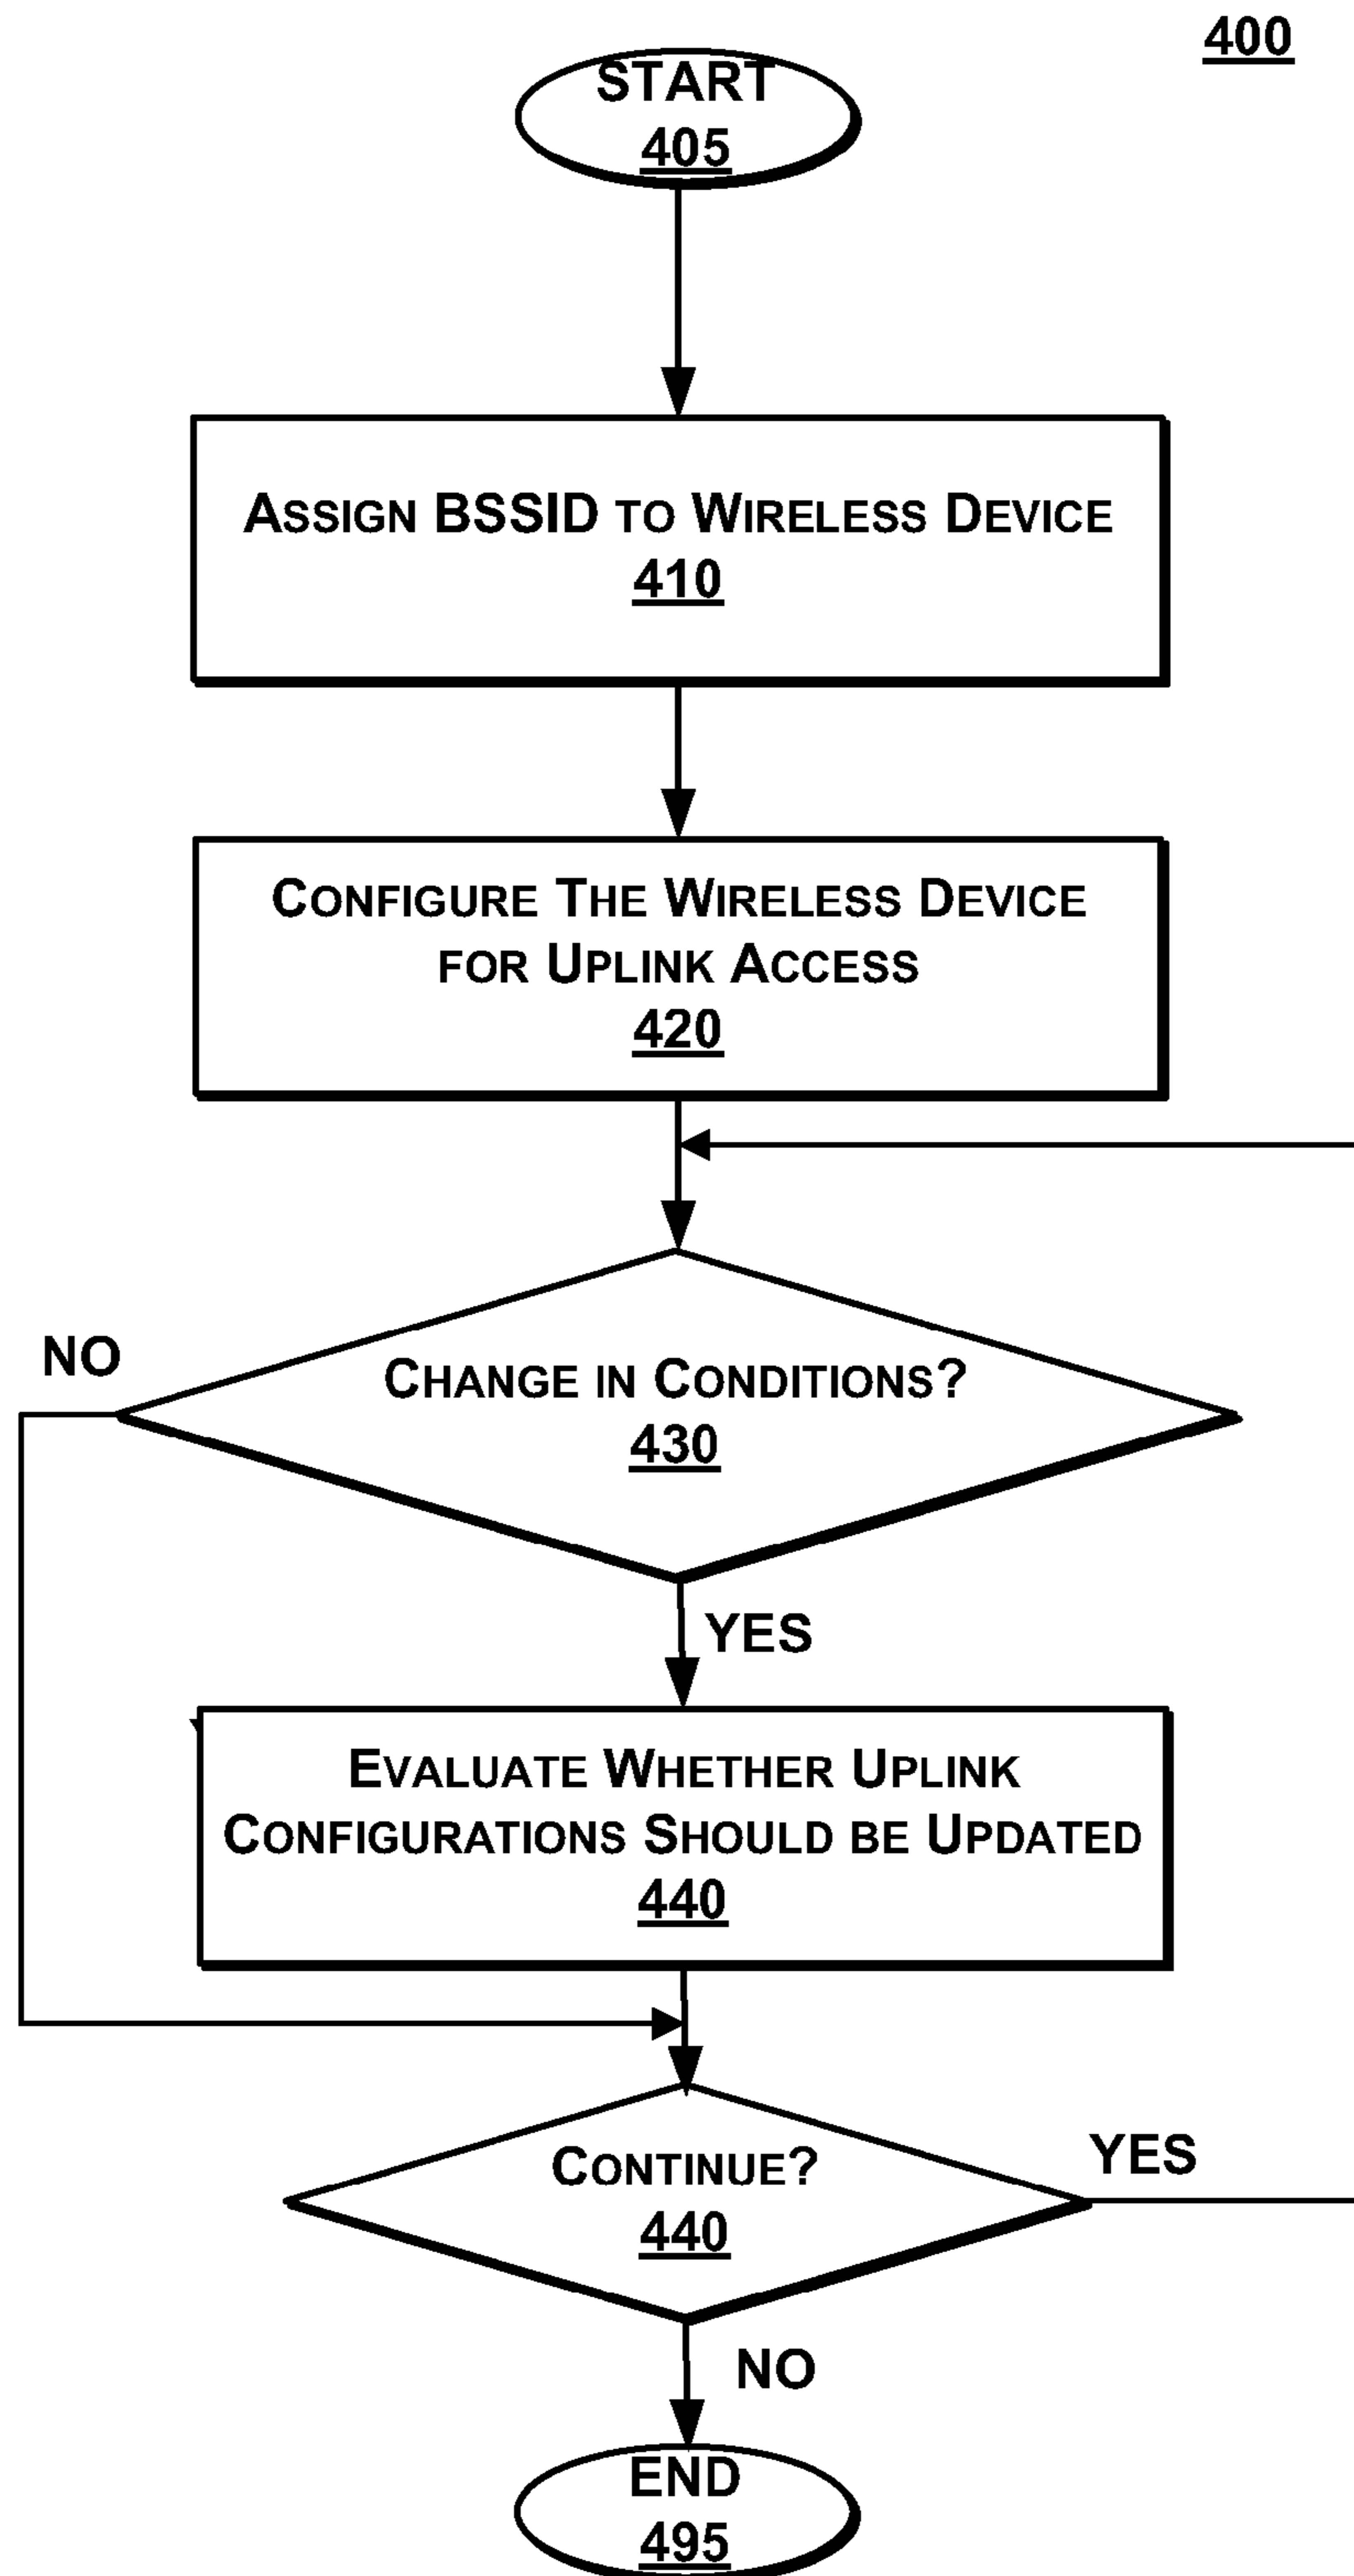 400
START
405
ASSIGN BSSID TO WIRELESS DEVICE
410
CONFIGURE THE WIRELESS DEVICE
FOR UPLINK ACCESS
420
NO
CHANGE IN CONDITIONS?
430
YES
EVALUATE WHETHER UPLINK
CONFIGURATIONS SHOULD BE UPDATED
440
CONTINUE?
440
YES
NO
END
495